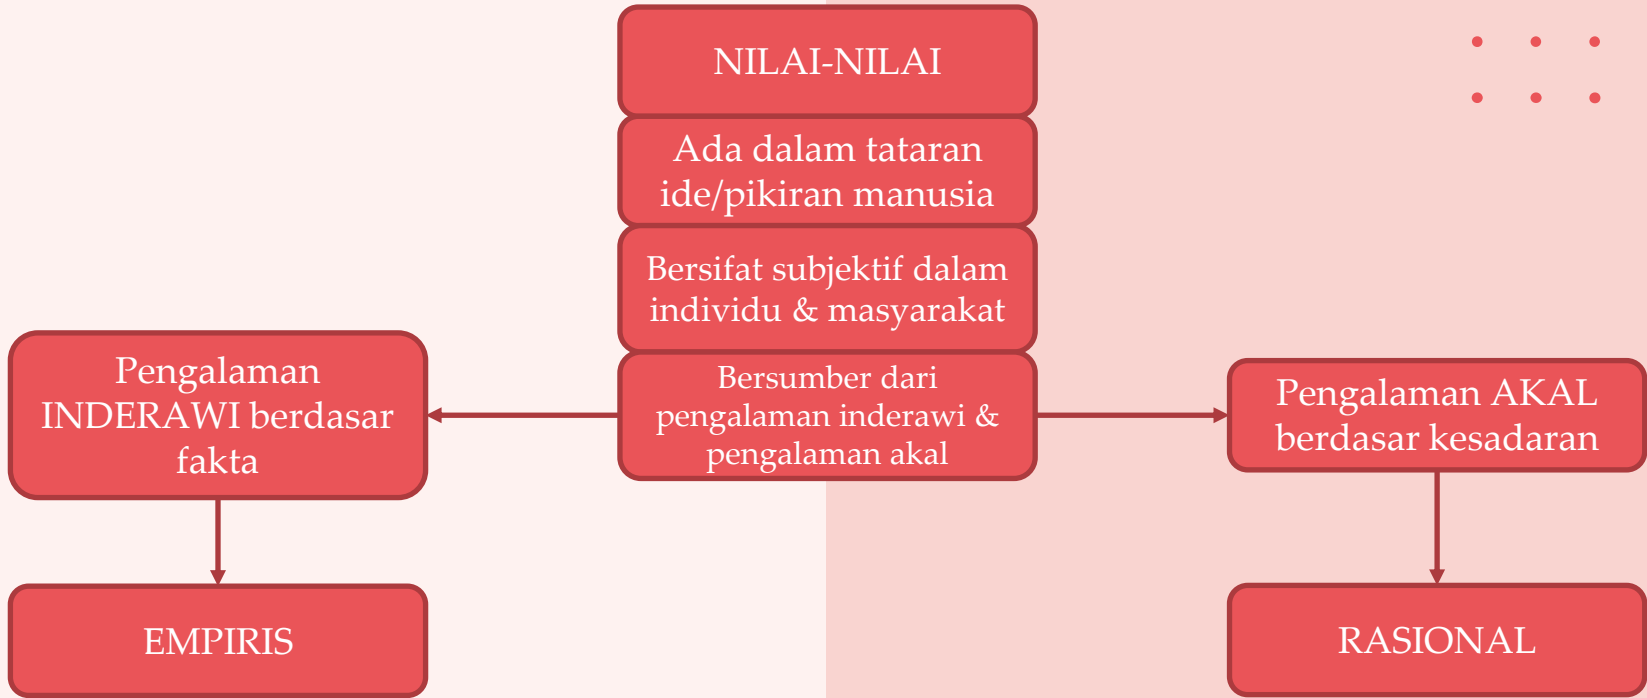 NILAI-NILAI
Ada dalam tataran
ide/pikiran manusia
Bersifat subjektif dalam
individu & masyarakat
Bersumber dari
pengalaman inderawi &
pengalaman akal
Pengalaman
INDERAWI berdasar
fakta
Pengalaman AKAL
berdasar kesadaran
EMPIRIS
RASIONAL